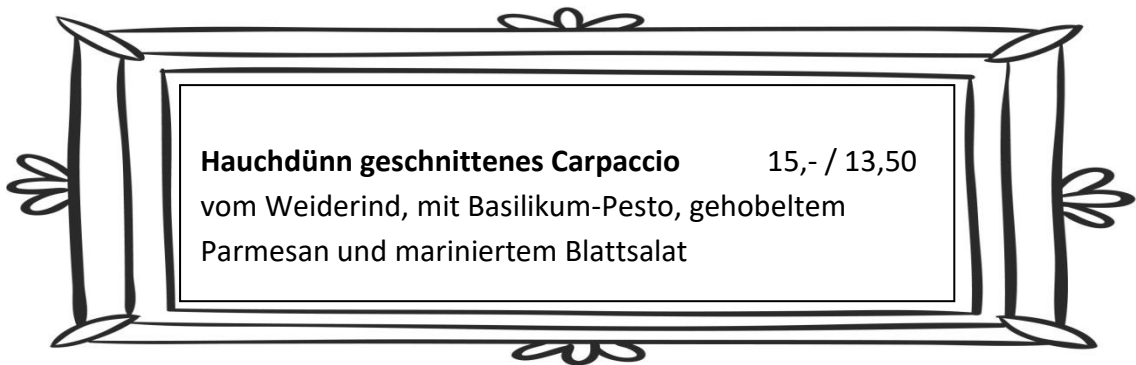 Hauchdünn geschnittenes Carpaccio 15,- / 13,50
vom Weiderind, mit Basilikum-Pesto, gehobeltem
Parmesan und mariniertem Blattsalat